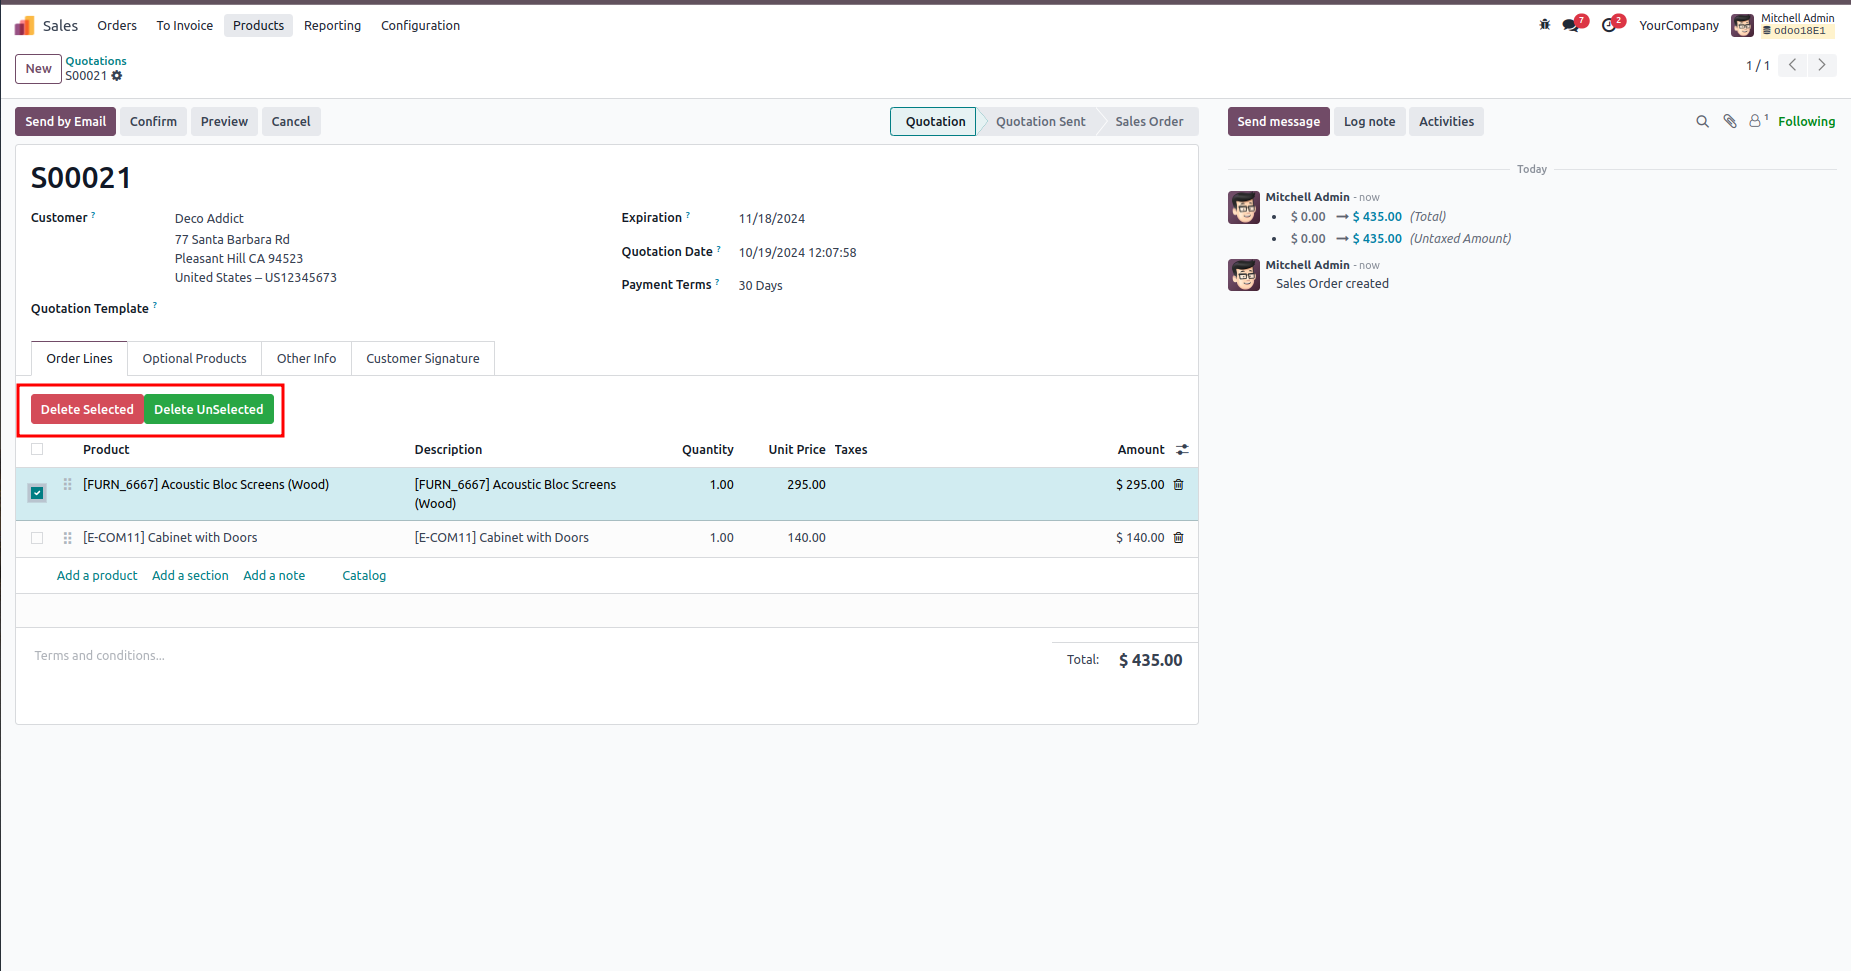 Sales Orders To Invoice Products Reporting Configuration 7 2 YourCompany Mitchell Admin
odoo18E1
New Quotations
S00021
1 / 1
Send by Email Confirm Preview Cancel Quotation Quotation Sent Sales Order Send message Log note Activities 1 Following
Today
S00021
Customer ? Deco Addict
77 Santa Barbara Rd
Pleasant Hill CA 94523
United States – US12345673
Quotation Template ?
Expiration ? 11/18/2024
Quotation Date ? 10/19/2024 12:07:58
Payment Terms ? 30 Days
Mitchell Admin - now
• $ 0.00 → $ 435.00 (Total)
• $ 0.00 → $ 435.00 (Untaxed Amount)
Mitchell Admin - now
Sales Order created
Order Lines Optional Products Other Info Customer Signature
Delete Selected Delete UnSelected
Product Description Quantity Unit Price Taxes Amount
[FURN_6667] Acoustic Bloc Screens (Wood) [FURN_6667] Acoustic Bloc Screens 1.00 295.00 $ 295.00
(Wood)
[E-COM11] Cabinet with Doors [E-COM11] Cabinet with Doors 1.00 140.00 $ 140.00
Add a product Add a section Add a note Catalog
Terms and conditions...
Total: $ 435.00